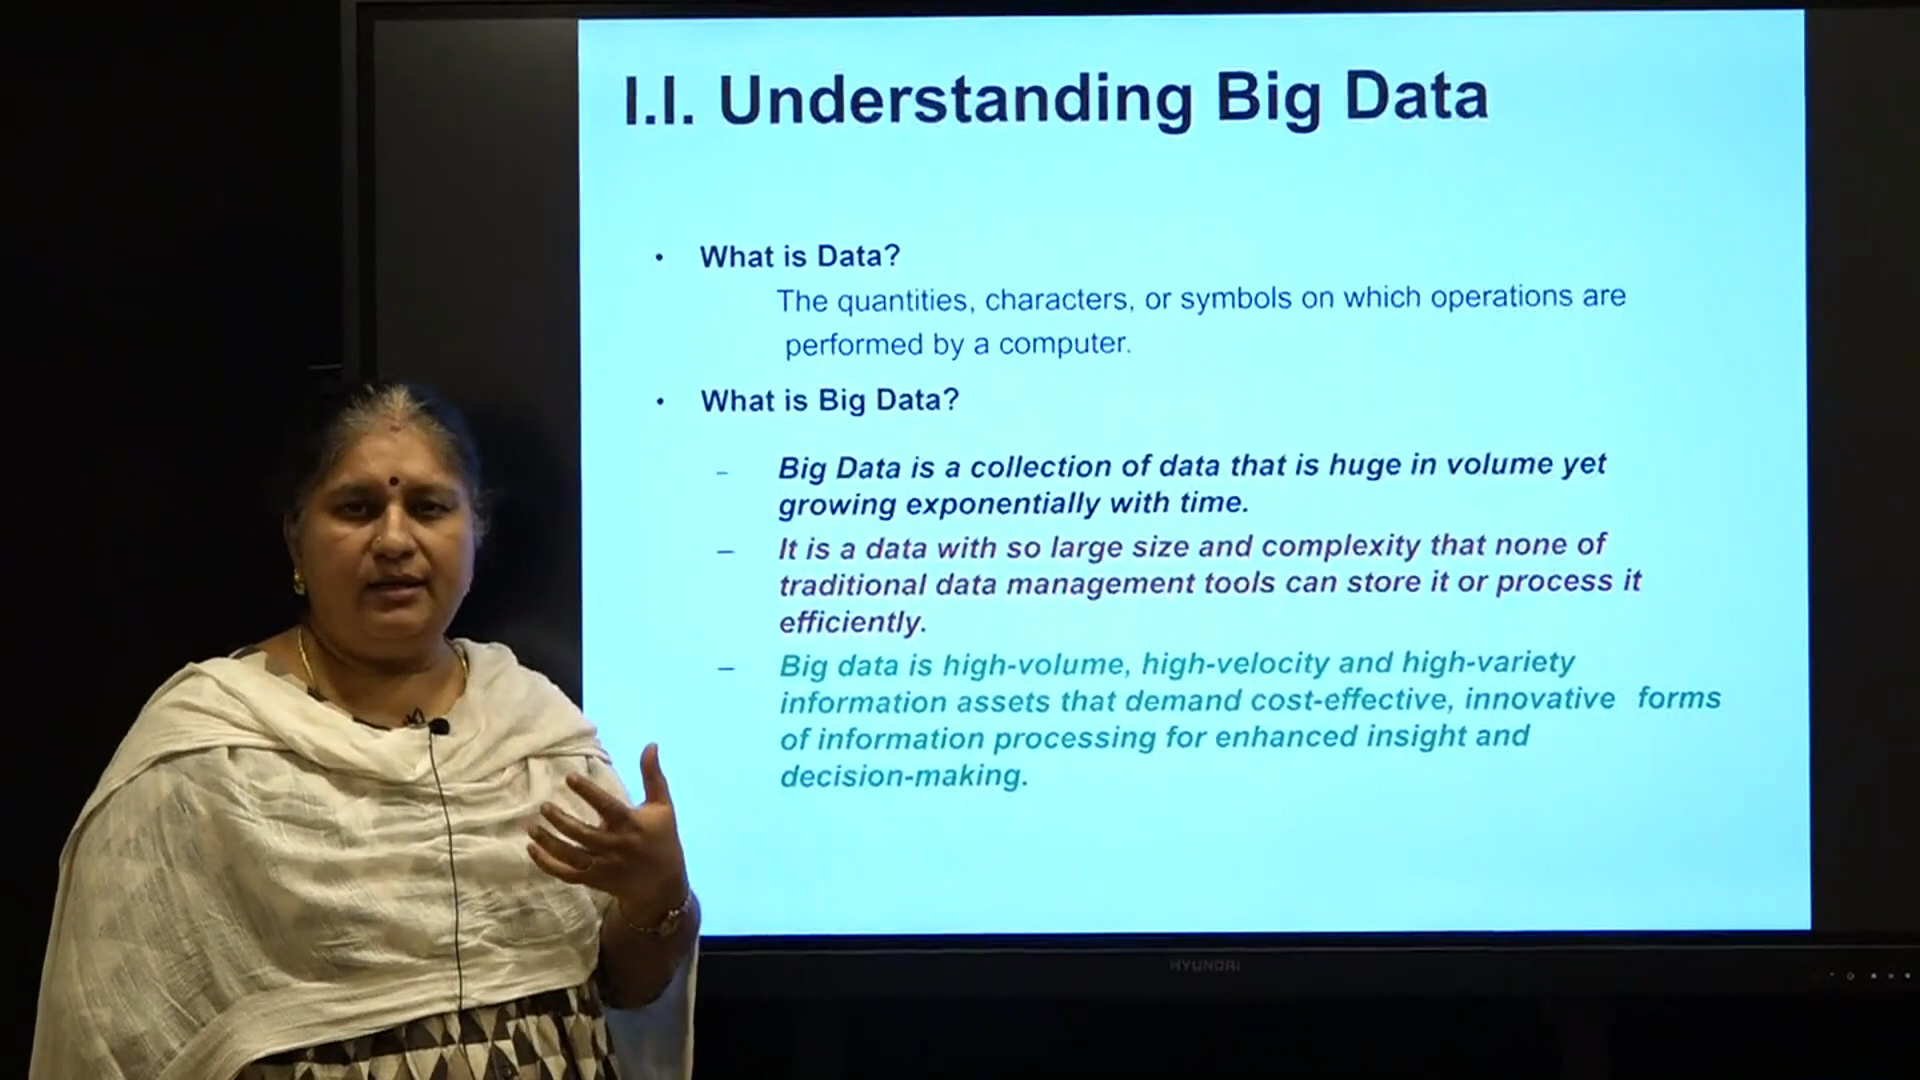 I.I. Understanding Big Data
• What is Data?
The quantities, characters, or symbols on which operations are
performed by a computer.
• What is Big Data?
– Big Data is a collection of data that is huge in volume yet
growing exponentially with time.
– It is a data with so large size and complexity that none of
traditional data management tools can store it or process it
efficiently.
– Big data is high-volume, high-velocity and high-variety
information assets that demand cost-effective, innovative forms
of information processing for enhanced insight and
decision-making.
HYUNDAI